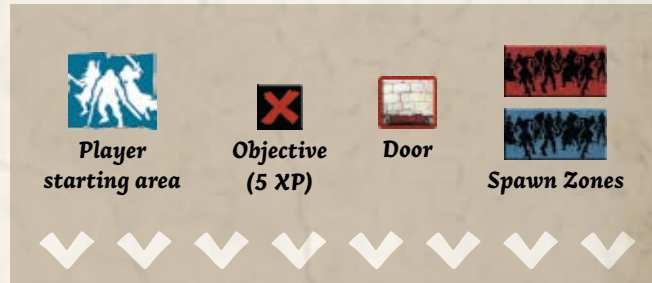 Player
starting area
Objective
(5 XP)
Door
Spawn Zones